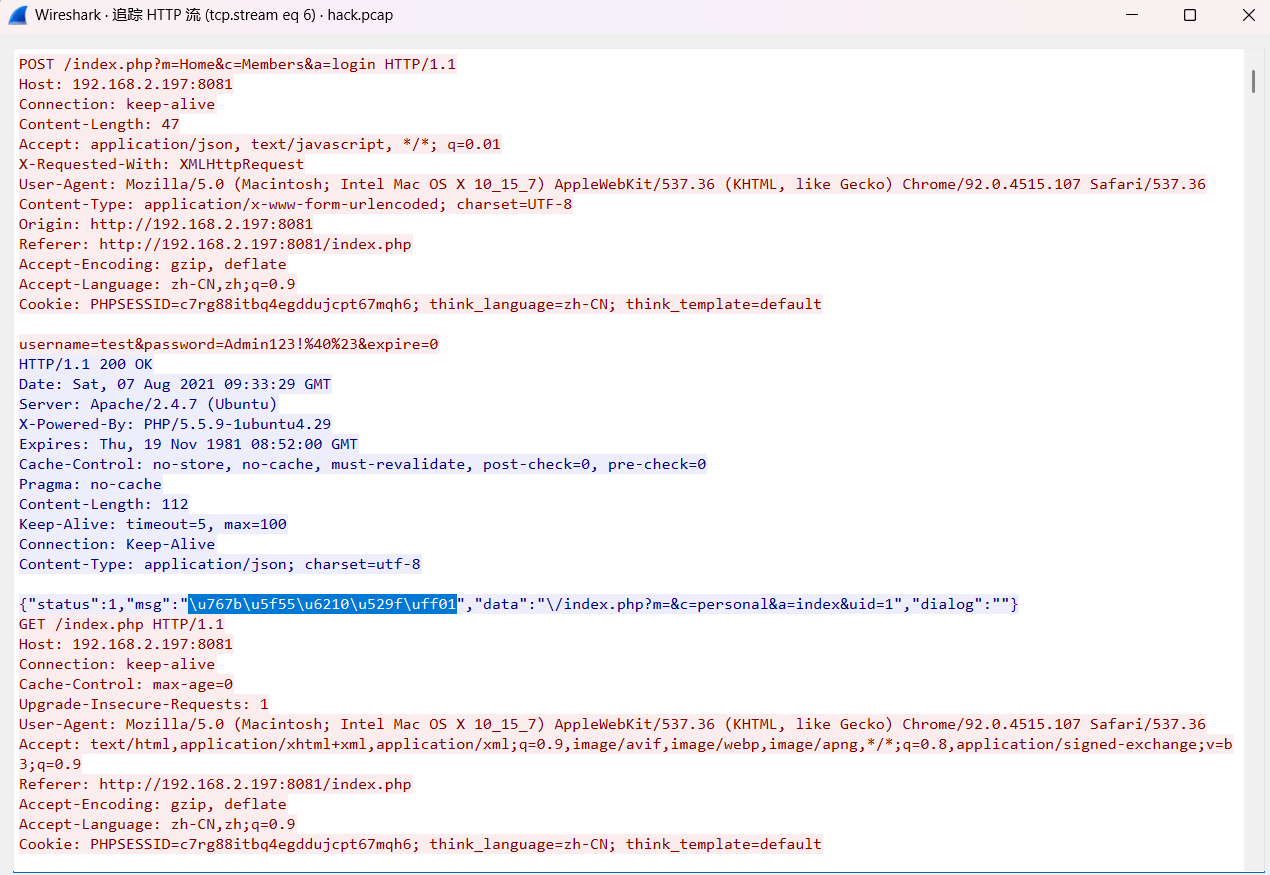 Wireshark · 追踪 HTTP 流 (tcp.stream eq 6) · hack.pcap
POST /index.php?m=Home&c=Members&a=login HTTP/1.1
Host: 192.168.2.197:8081
Connection: keep-alive
Content-Length: 47
Accept: application/json, text/javascript, */*; q=0.01
X-Requested-With: XMLHttpRequest
User-Agent: Mozilla/5.0 (Macintosh; Intel Mac OS X 10_15_7) AppleWebKit/537.36 (KHTML, like Gecko) Chrome/92.0.4515.107 Safari/537.36
Content-Type: application/x-www-form-urlencoded; charset=UTF-8
Origin: http://192.168.2.197:8081
Referer: http://192.168.2.197:8081/index.php
Accept-Encoding: gzip, deflate
Accept-Language: zh-CN,zh;q=0.9
Cookie: PHPSESSID=c7rg88itbq4egddujcpt67mqh6; think_language=zh-CN; think_template=default
username=test&password=Admin123!%40%23&expire=0
HTTP/1.1 200 OK
Date: Sat, 07 Aug 2021 09:33:29 GMT
Server: Apache/2.4.7 (Ubuntu)
X-Powered-By: PHP/5.5.9-1ubuntu4.29
Expires: Thu, 19 Nov 1981 08:52:00 GMT
Cache-Control: no-store, no-cache, must-revalidate, post-check=0, pre-check=0
Pragma: no-cache
Content-Length: 112
Keep-Alive: timeout=5, max=100
Connection: Keep-Alive
Content-Type: application/json; charset=utf-8
{"status":1,"msg":"\u767b\u5f55\u6210\u529f\uff01","data":"\/index.php?m=&c=personal&a=index&uid=1","dialog":""}
GET /index.php HTTP/1.1
Host: 192.168.2.197:8081
Connection: keep-alive
Cache-Control: max-age=0
Upgrade-Insecure-Requests: 1
User-Agent: Mozilla/5.0 (Macintosh; Intel Mac OS X 10_15_7) AppleWebKit/537.36 (KHTML, like Gecko) Chrome/92.0.4515.107 Safari/537.36
Accept: text/html,application/xhtml+xml,application/xml;q=0.9,image/avif,image/webp,image/apng,*/*;q=0.8,application/signed-exchange;v=b
3;q=0.9
Referer: http://192.168.2.197:8081/index.php
Accept-Encoding: gzip, deflate
Accept-Language: zh-CN,zh;q=0.9
Cookie: PHPSESSID=c7rg88itbq4egddujcpt67mqh6; think_language=zh-CN; think_template=default